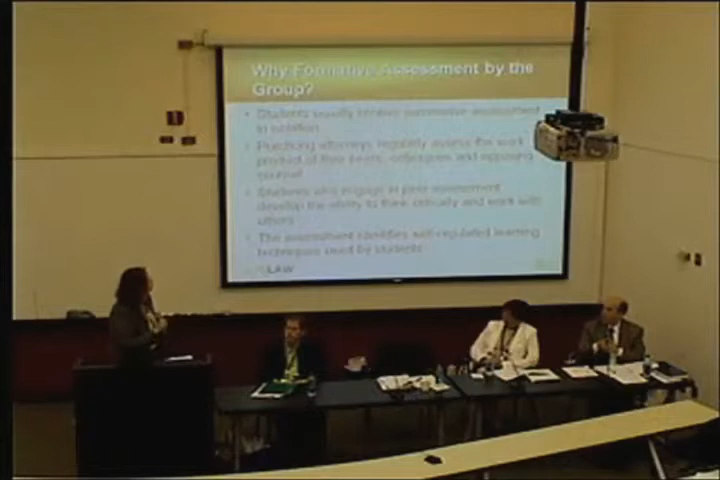 Why Formative Assessment by the
Group?
• Students usually receive summative assessment
in isolation
• Practicing attorneys regularly assess the work
product of their peers, colleagues and opposing
counsel
• Students who engage in peer assessment
develop the ability to think critically and work with
others
• The assessment identifies self-regulated learning
techniques used by students
LAW